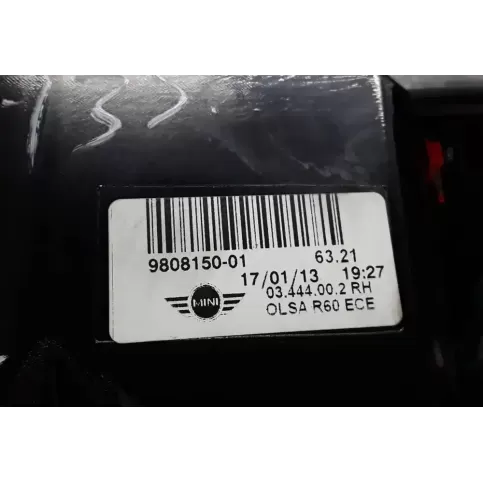 9808150-01 63.21
17/01/13 19:27
03.444.00.2 RH
MINI
OLSA R60 ECE